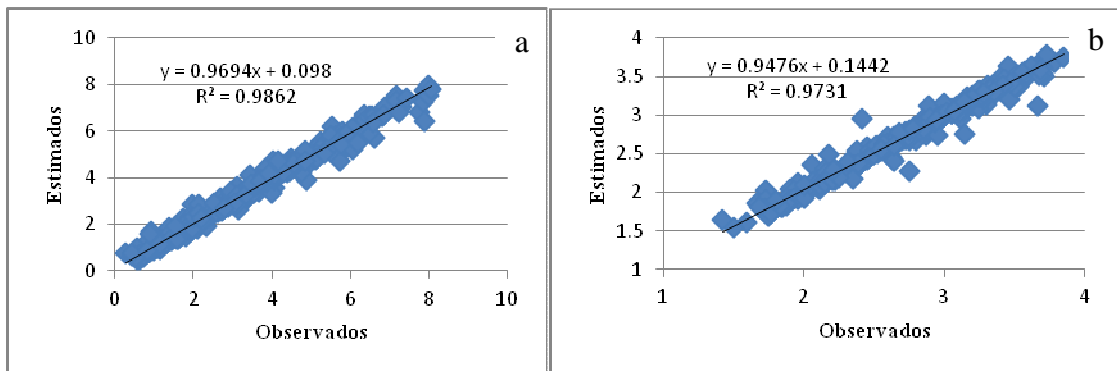 a
y = 0.9694x + 0.098
R² = 0.9862
Estimados
10
8
6
4
2
0
0 2 4 6 8 10
Observados
b
y = 0.9476x + 0.1442
R² = 0.9731
Estimados
4
3.5
3
2.5
2
1.5
1
1 2 3 4
Observados